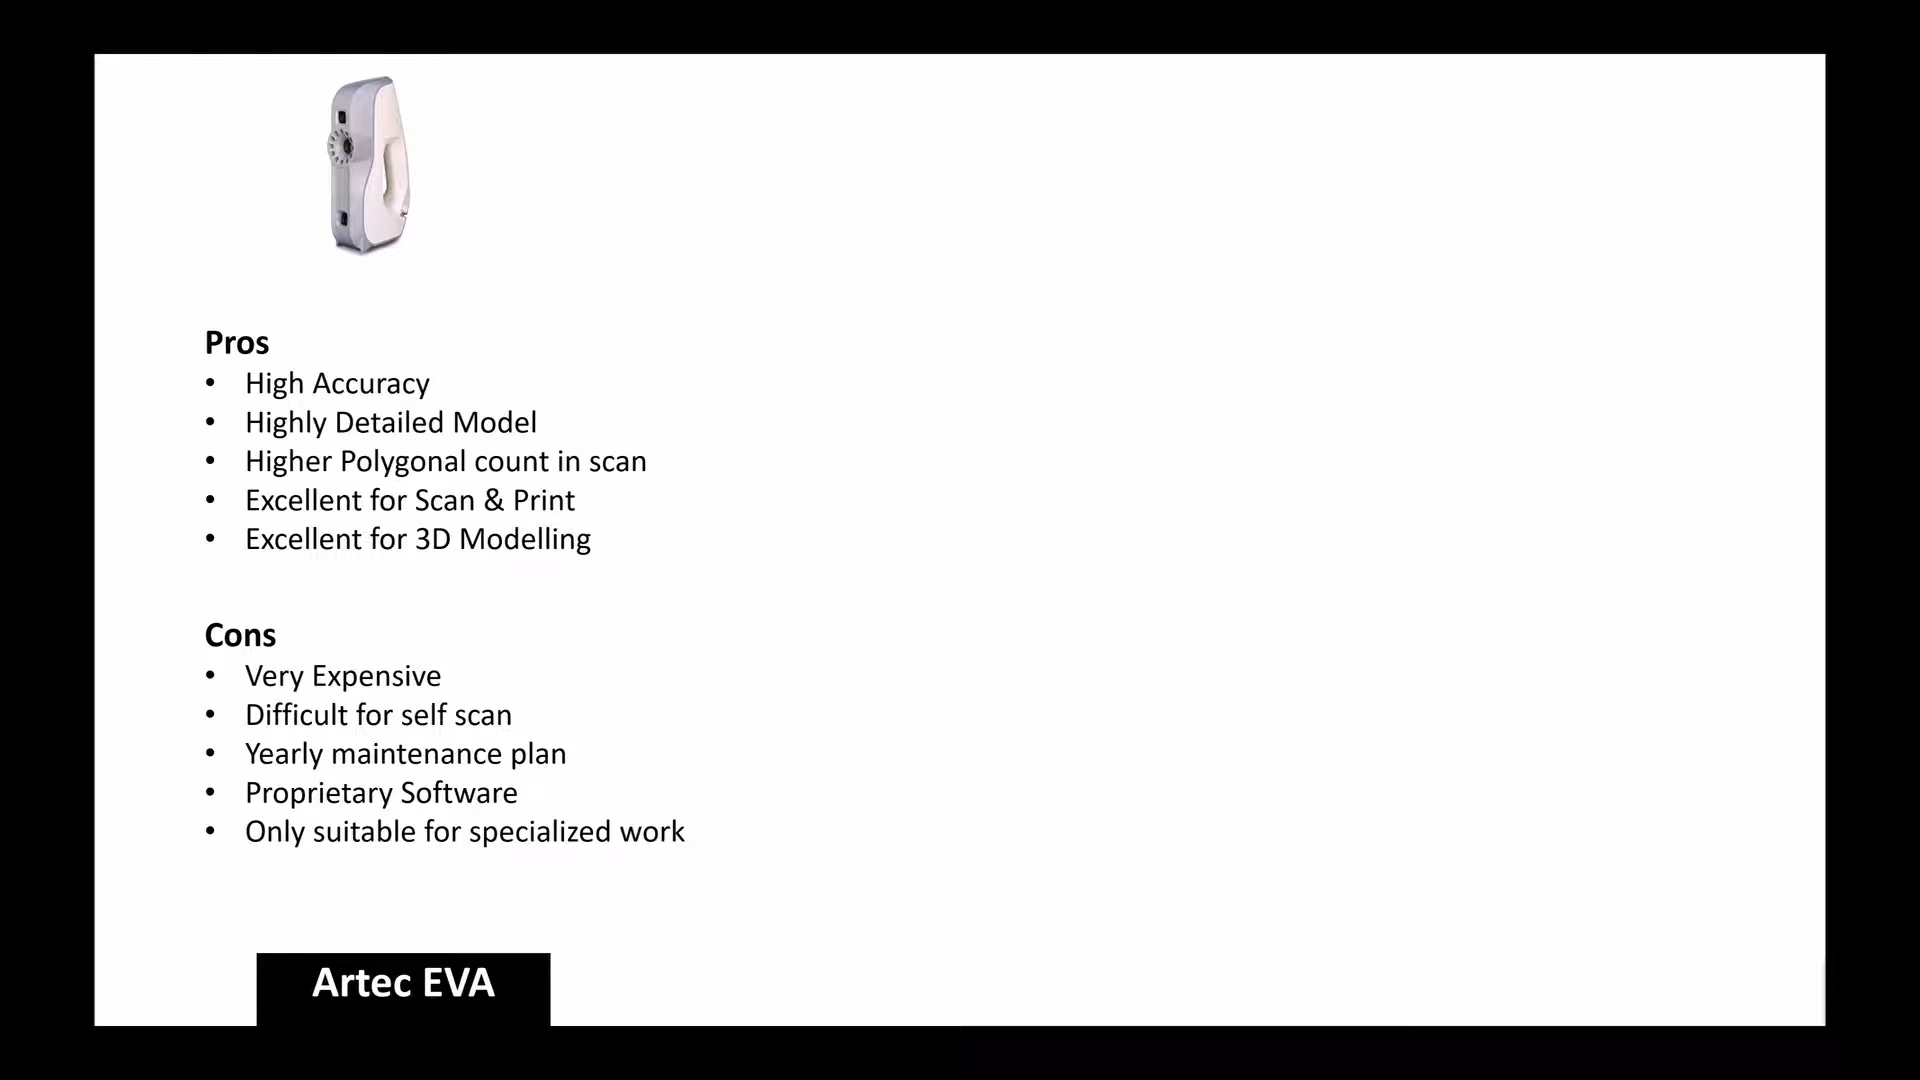 Pros
• High Accuracy
• Highly Detailed Model
• Higher Polygonal count in scan
• Excellent for Scan & Print
• Excellent for 3D Modelling
Cons
• Very Expensive
• Difficult for self scan
• Yearly maintenance plan
• Proprietary Software
• Only suitable for specialized work
Artec EVA